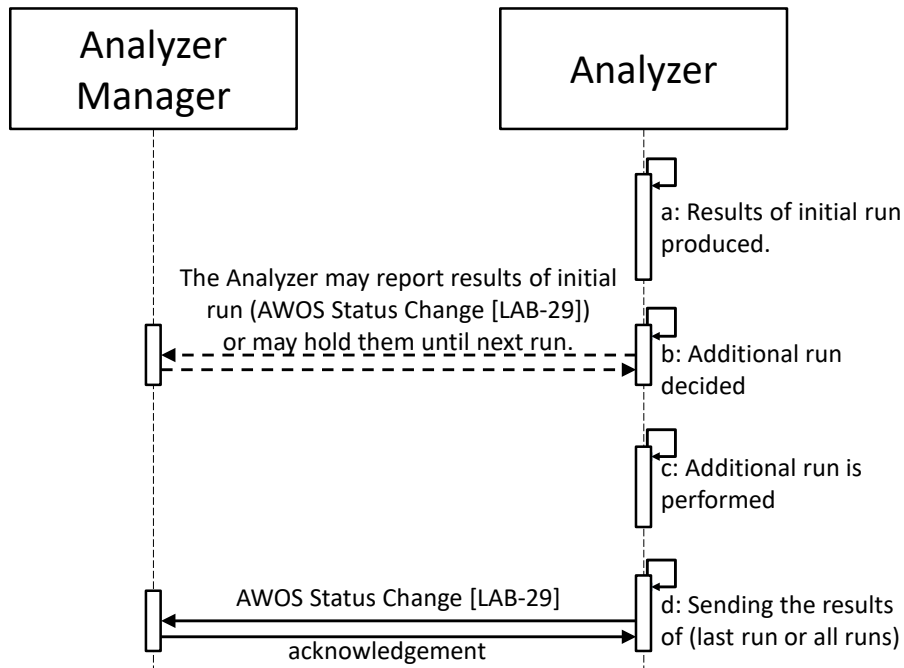 Analyzer
Manager
Analyzer
a: Results of initial run
produced.
The Analyzer may report results of initial
run (AWOS Status Change [LAB-29])
or may hold them until next run.
b: Additional run
decided
c: Additional run is
performed
AWOS Status Change [LAB-29]
d: Sending the results
of (last run or all runs)
acknowledgement